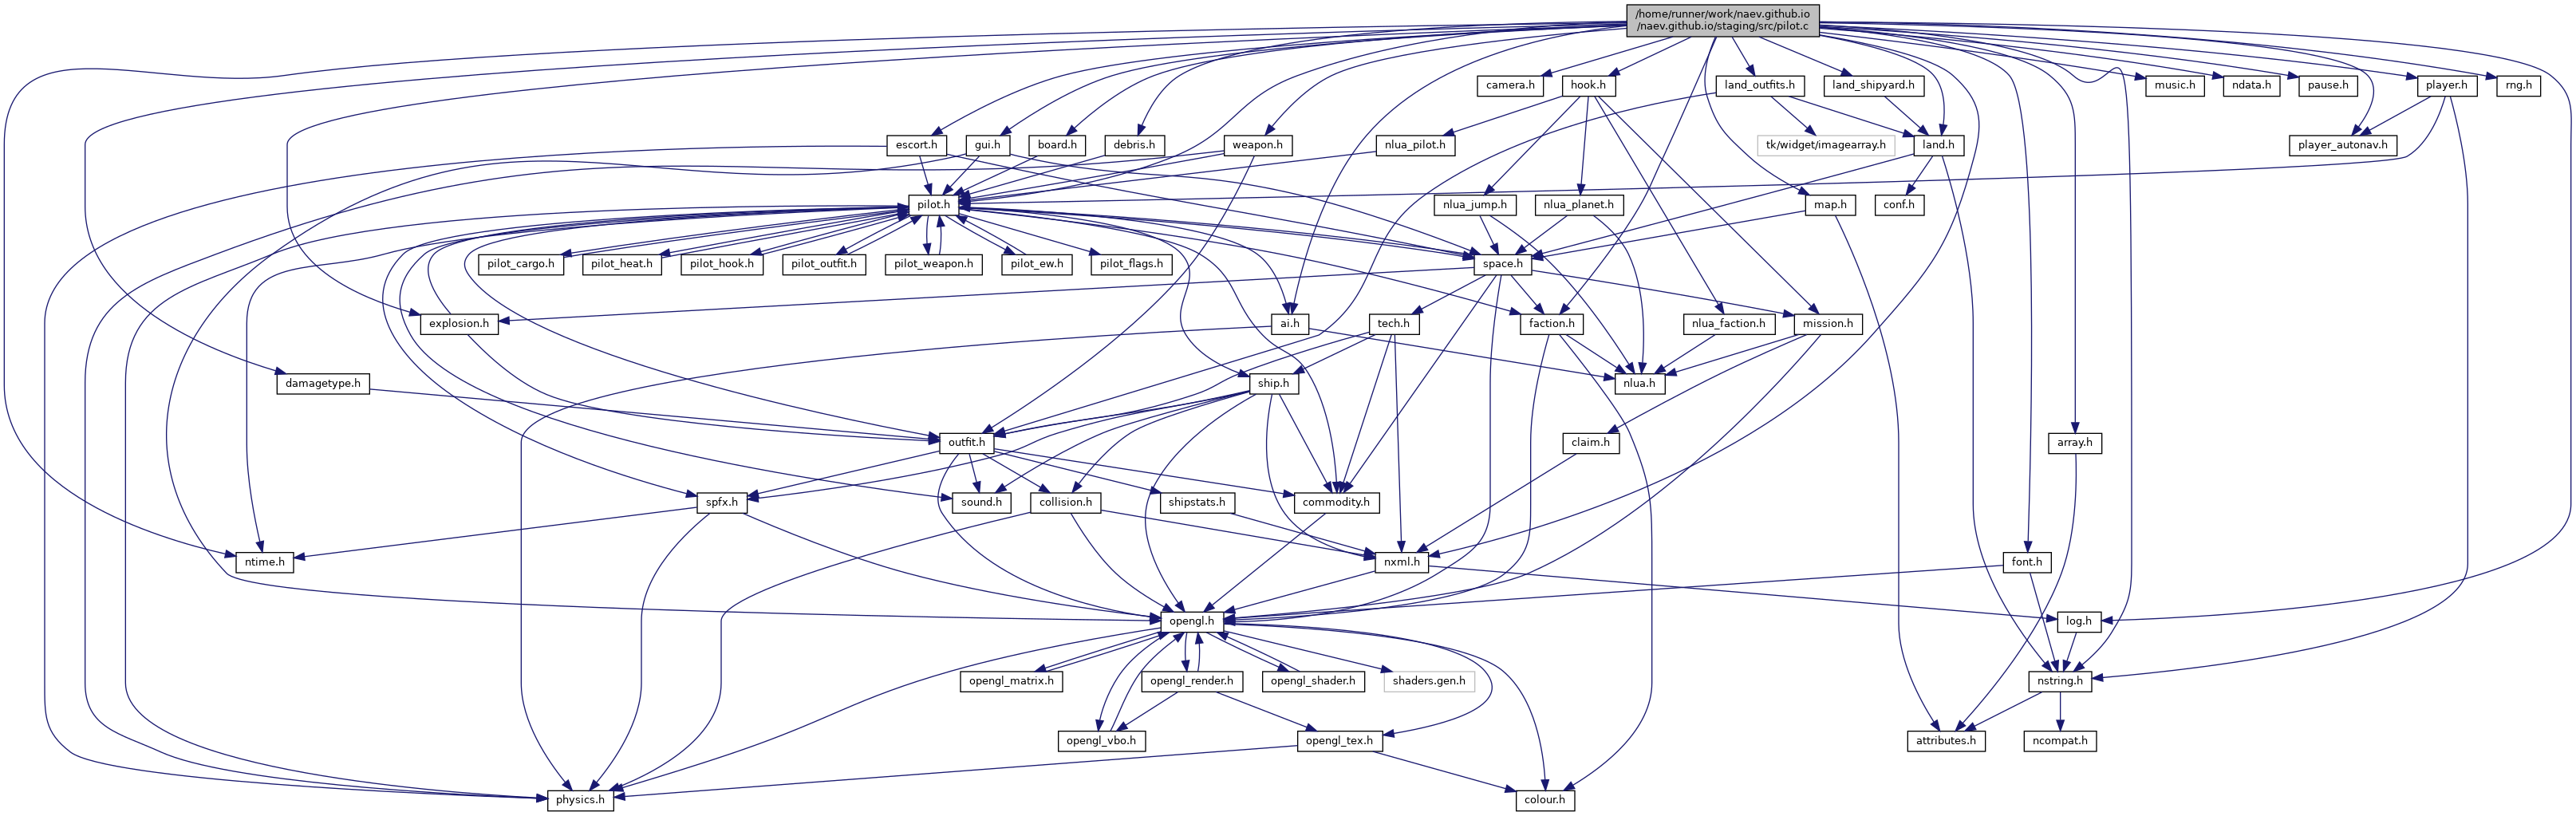 /home/runner/work/naev.github.io
/naev.github.io/staging/src/pilot.c
camera.h
hook.h
land_outfits.h
land_shipyard.h
music.h
ndata.h
pause.h
player.h
rng.h
escort.h
gui.h
board.h
debris.h
weapon.h
nlua_pilot.h
tk/widget/imagearray.h
land.h
player_autonav.h
pilot.h
nlua_jump.h
nlua_planet.h
map.h
conf.h
pilot_cargo.h
pilot_heat.h
pilot_hook.h
pilot_outfit.h
pilot_weapon.h
pilot_ew.h
pilot_flags.h
space.h
explosion.h
ai.h
tech.h
faction.h
nlua_faction.h
mission.h
damagetype.h
ship.h
nlua.h
outfit.h
claim.h
array.h
spfx.h
sound.h
collision.h
shipstats.h
commodity.h
ntime.h
nxml.h
font.h
opengl.h
log.h
opengl_matrix.h
opengl_render.h
opengl_shader.h
shaders.gen.h
nstring.h
opengl_vbo.h
opengl_tex.h
attributes.h
ncompat.h
physics.h
colour.h